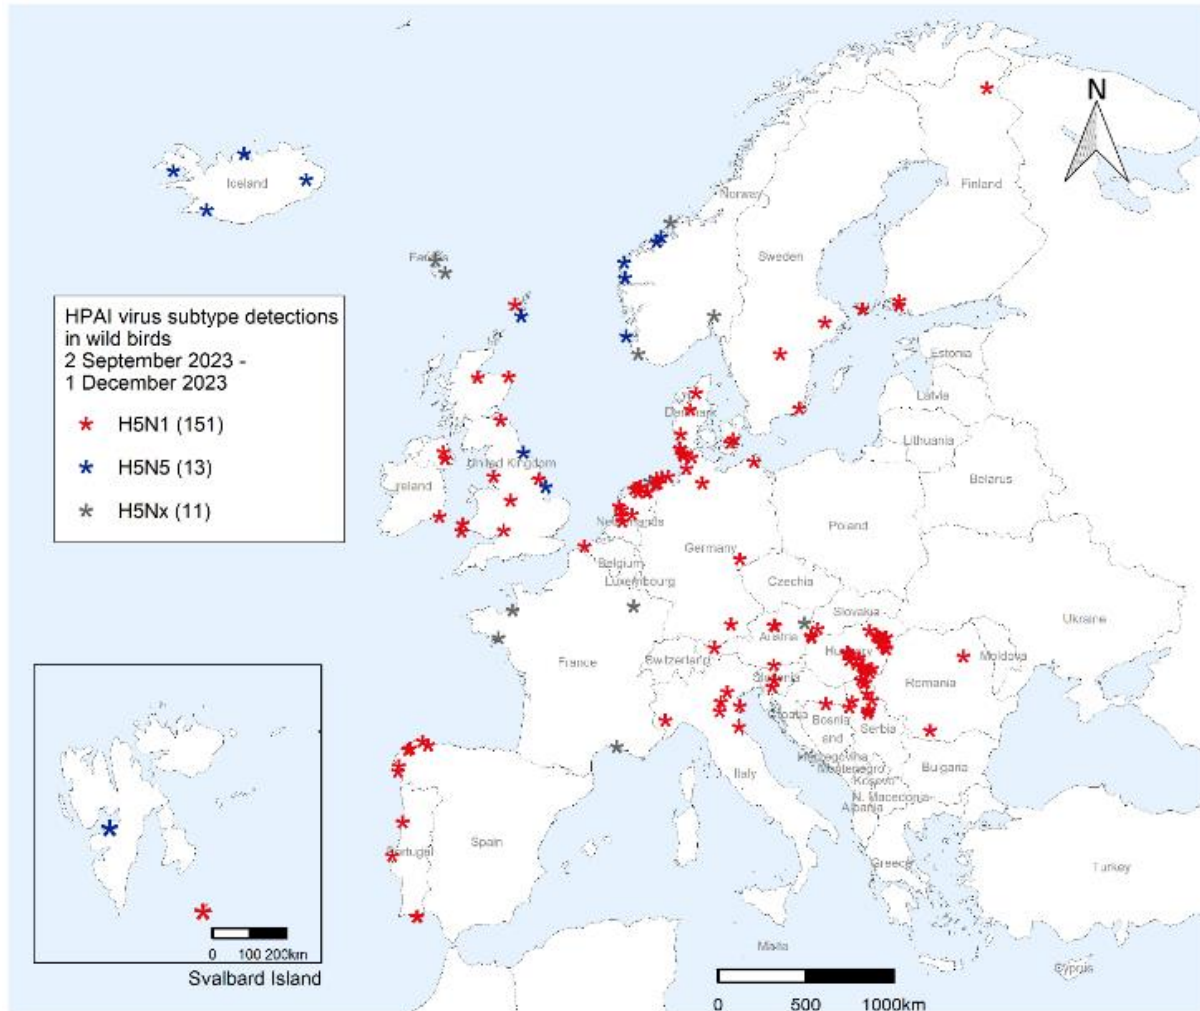 N
Iceland
Norway
Finland
Sweden
HPAI virus subtype detections
in wild birds
2 September 2023 -
1 December 2023
H5N1 (151)
H5N5 (13)
H5Nx (11)
Estonia
Latvia
Denmark
Lithuania
United Kingdom
Ireland
Belarus
Netherlands
Poland
Germany
Belgium
Luxembourg
Czechia
Slovakia
Ukraine
Austria
Hungary
Moldova
France
Switzerland
Slovenia
Romania
Croatia
Bosnia
and
Herzegovina
Serbia
Montenegro
Kosovo
Bulgaria
Italy
N. Macedonia
Albania
Portugal
Spain
Greece
Turkey
Malta
Cyprus
0 100 200km
Svalbard Island
0 500 1000km